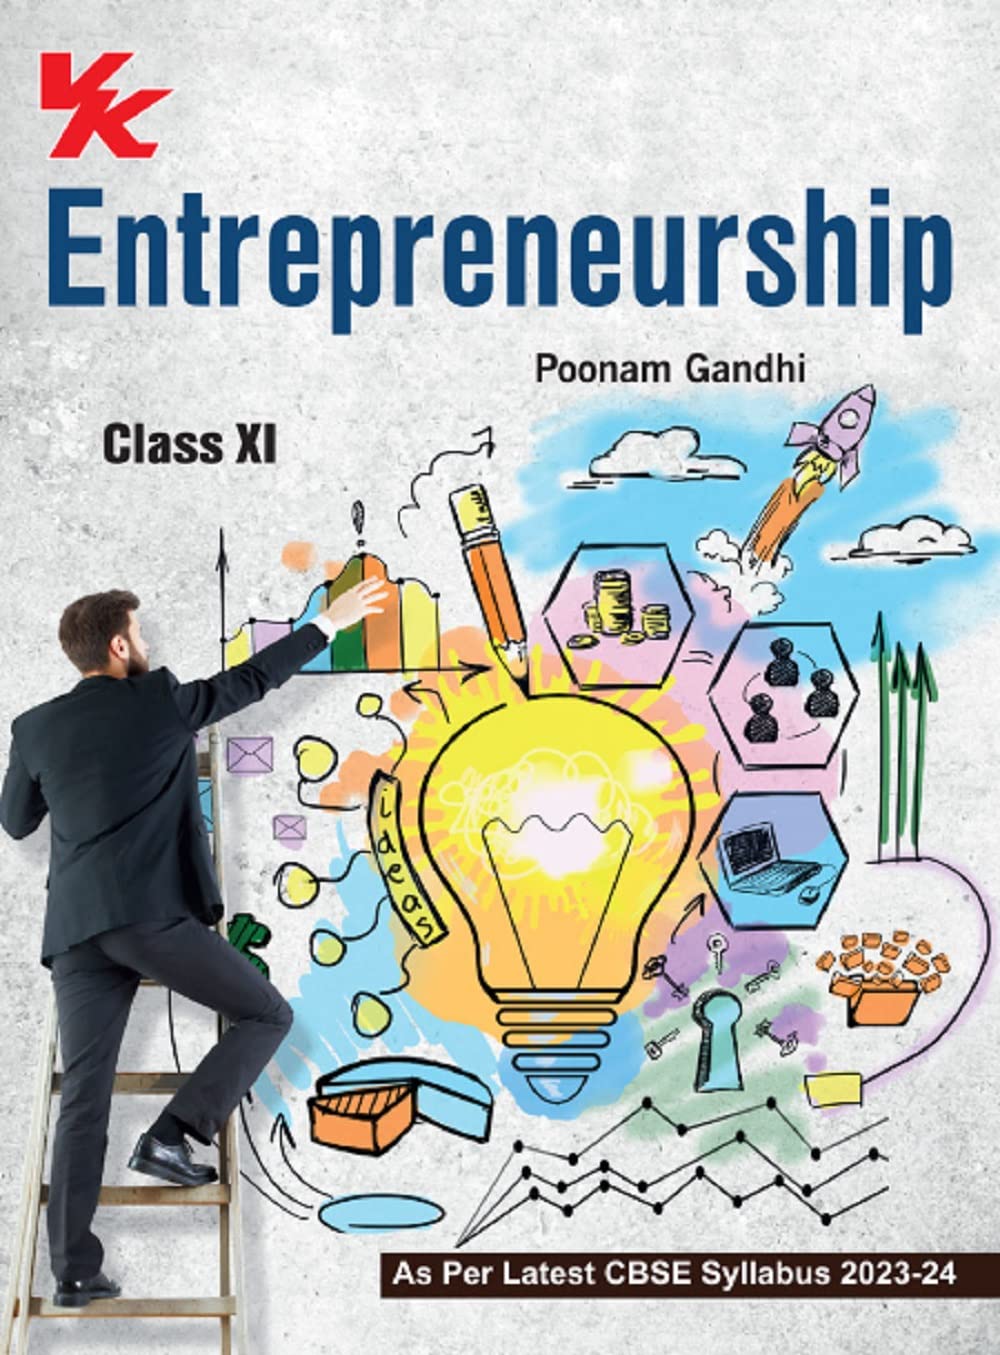 VK
Entrepreneurship
Poonam Gandhi
Class XI
ideas
As Per Latest CBSE Syllabus 2023-24